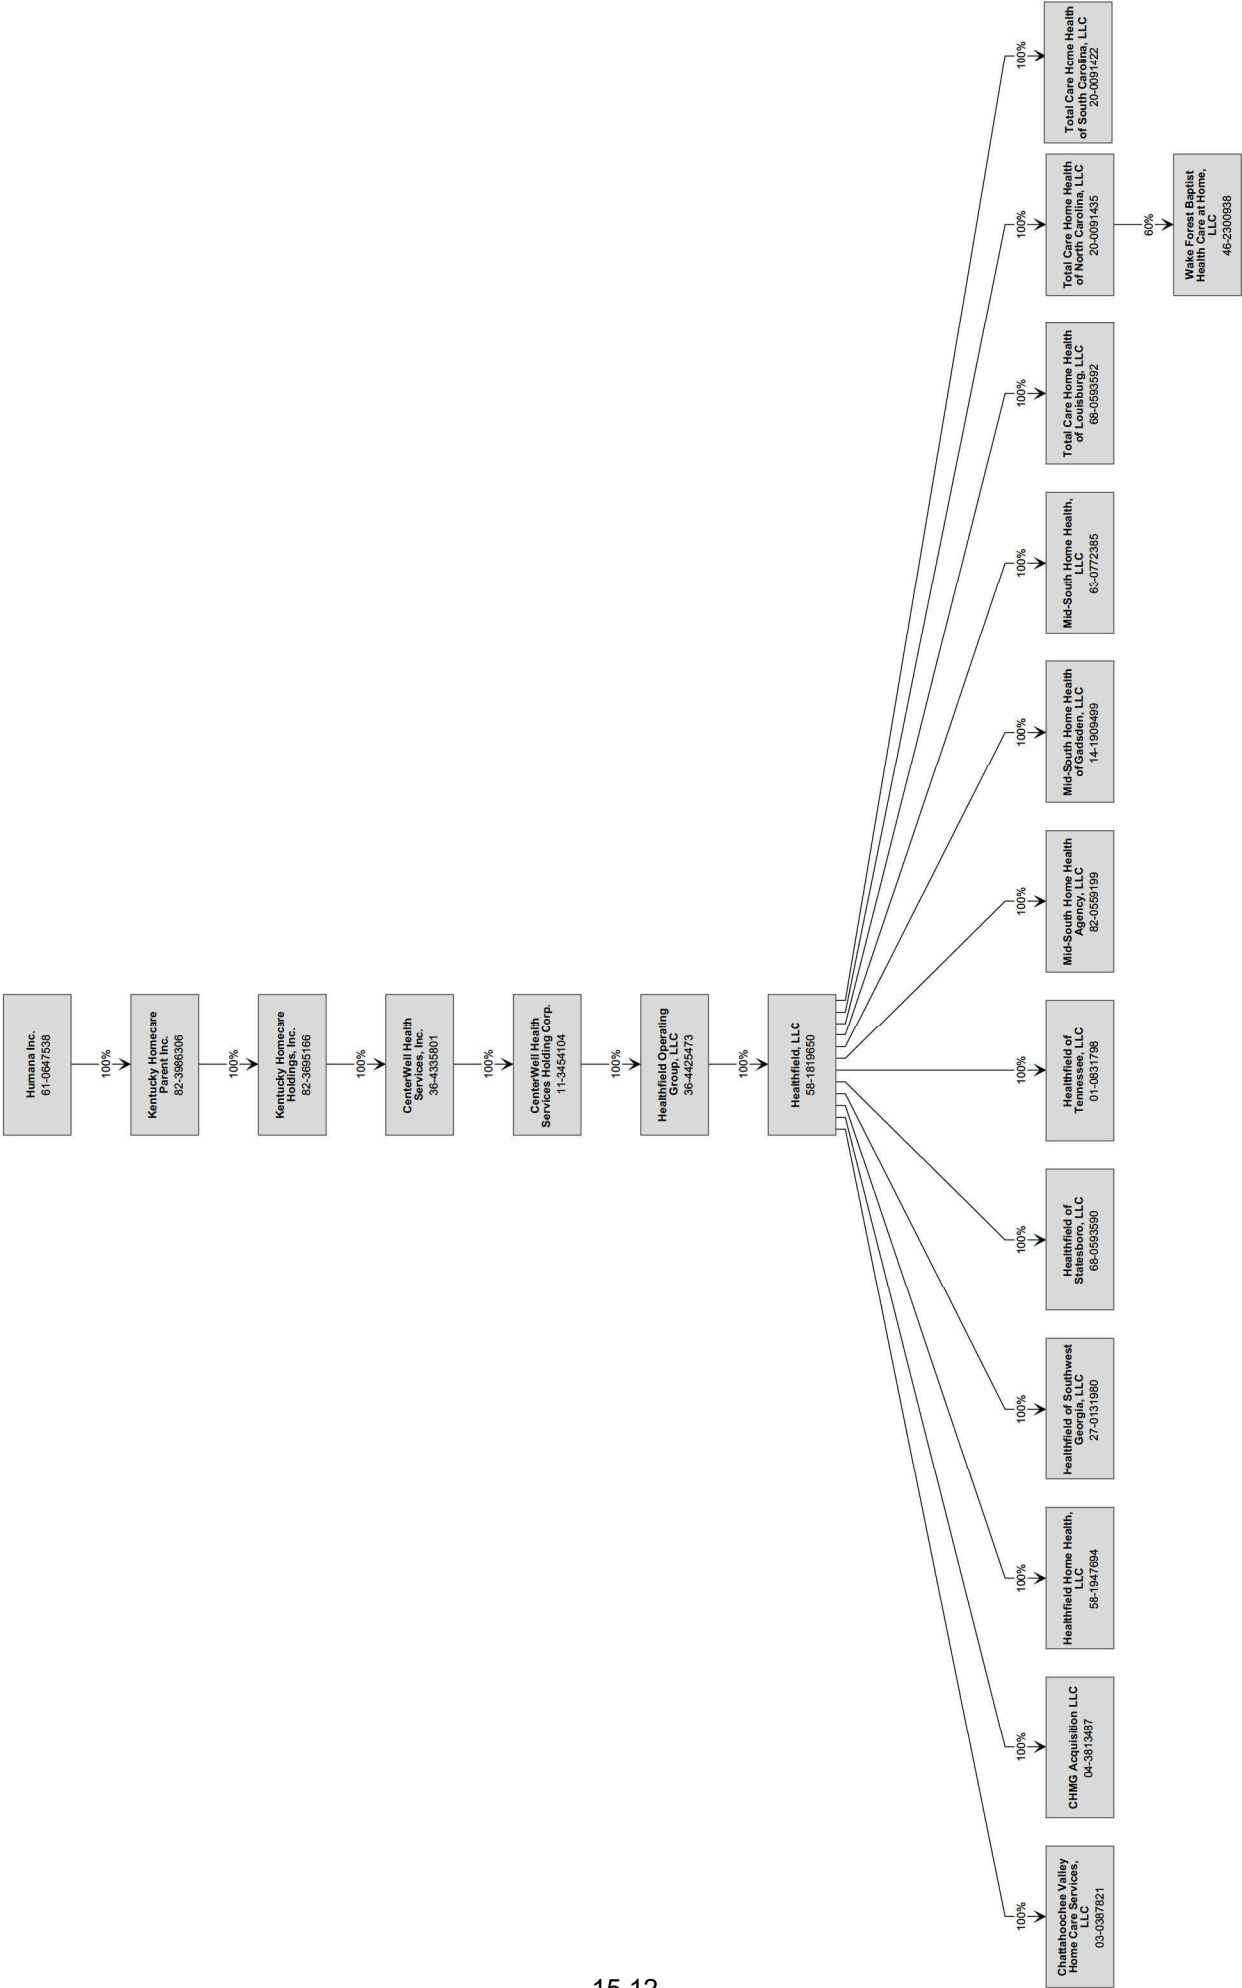 Humana Inc.
61-0647538
100%
Kentucky Homecare
Parent Inc.
82-3986306
100%
Kentucky Homecare
Holdings, Inc.
82-3695166
100%
CenterWell Health
Services, Inc.
36-4335801
100%
CenterWell Health
Services Holding Corp.
11-3454104
100%
Healthfield Operating
Group, LLC
36-4425473
100%
Healthfield, LLC
58-1819650
100%
Chattahoochee Valley
Home Care Services,
LLC
03-0387821
100%
CHMG Acquisition LLC
04-3813487
100%
Healthfield Home Health,
LLC
58-1947694
100%
Healthfield of Southwest
Georgia, LLC
27-0131980
100%
Healthfield of
Statesboro, LLC
68-0593590
100%
Healthfield of
Tennessee, LLC
01-0831798
100%
Mid-South Home Health
Agency, LLC
82-0559199
100%
Mid-South Home Health
of Gadsden, LLC
14-1909499
100%
Mid-South Home Health,
LLC
63-0772385
100%
Total Care Home Health
of Louisburg, LLC
68-0593592
100%
Total Care Home Health
of North Carolina, LLC
20-0091435
100%
Total Care Home Health
of South Carolina, LLC
20-0091422
60%
Wake Forest Baptist
Health Care at Home,
LLC
46-2300938
15.12